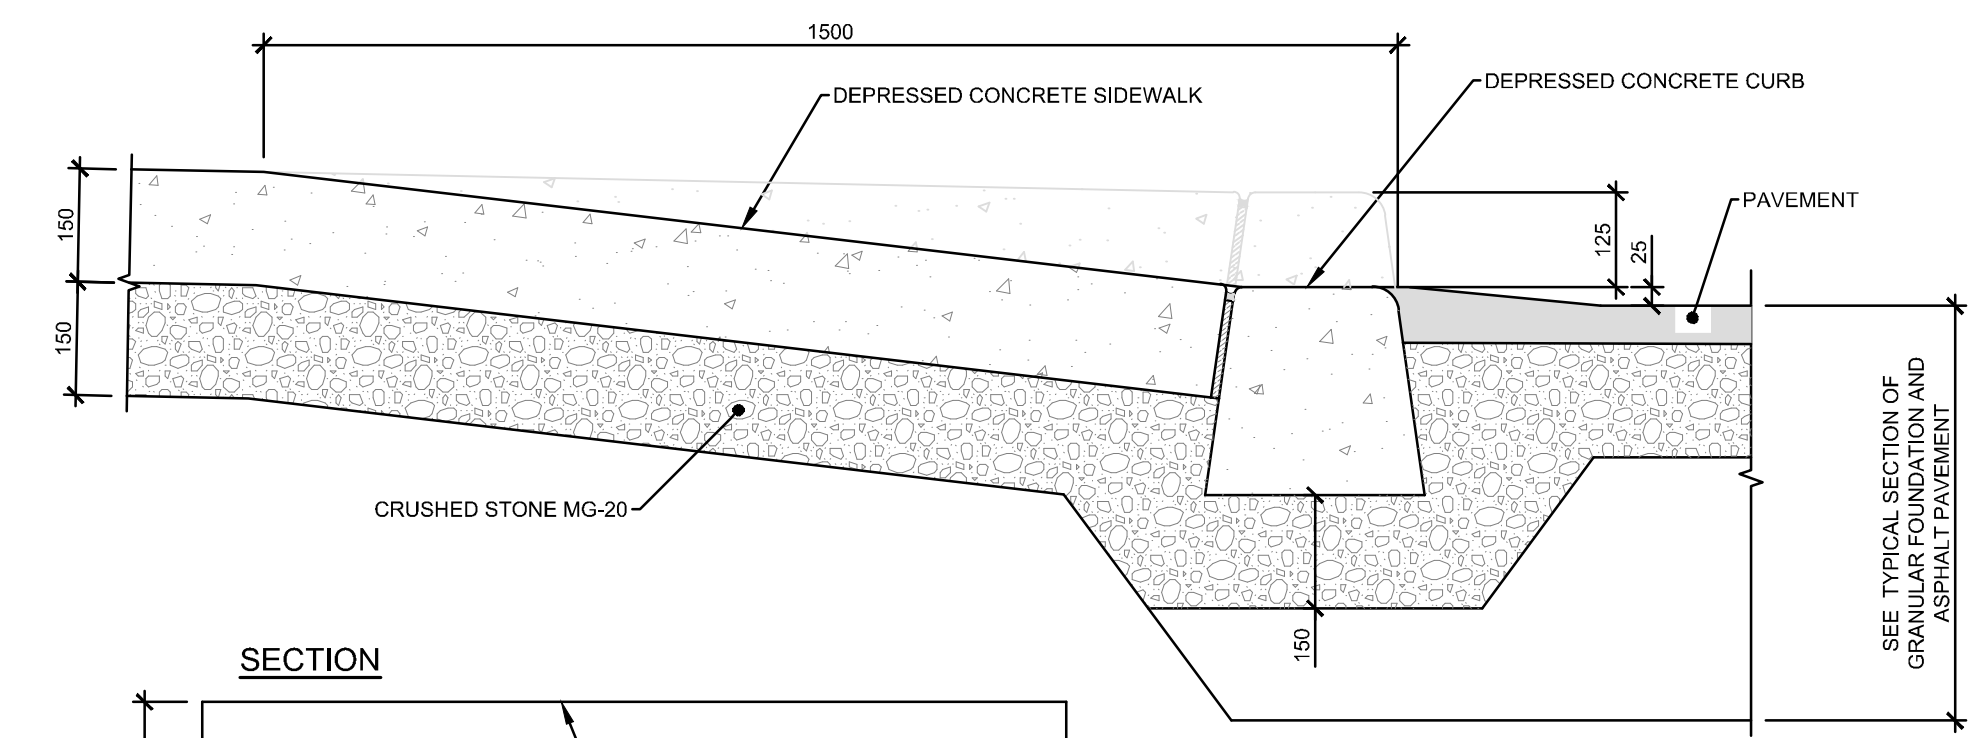 1500
DEPRESSED CONCRETE SIDEWALK
DEPRESSED CONCRETE CURB
PAVEMENT
150
150
125
25
CRUSHED STONE MG-20
150
SEE TYPICAL SECTION OF
GRANULAR FOUNDATION AND
ASPHALT PAVEMENT
SECTION